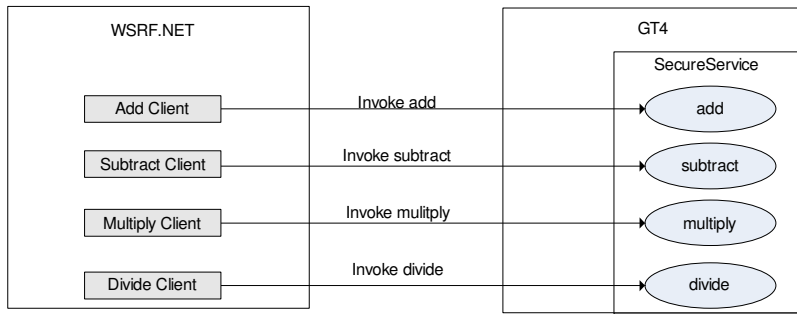 WSRF.NET
GT4
SecureService
Add Client
Invoke add
add
Subtract Client
Invoke subtract
subtract
Multiply Client
Invoke mulitply
multiply
Divide Client
Invoke divide
divide